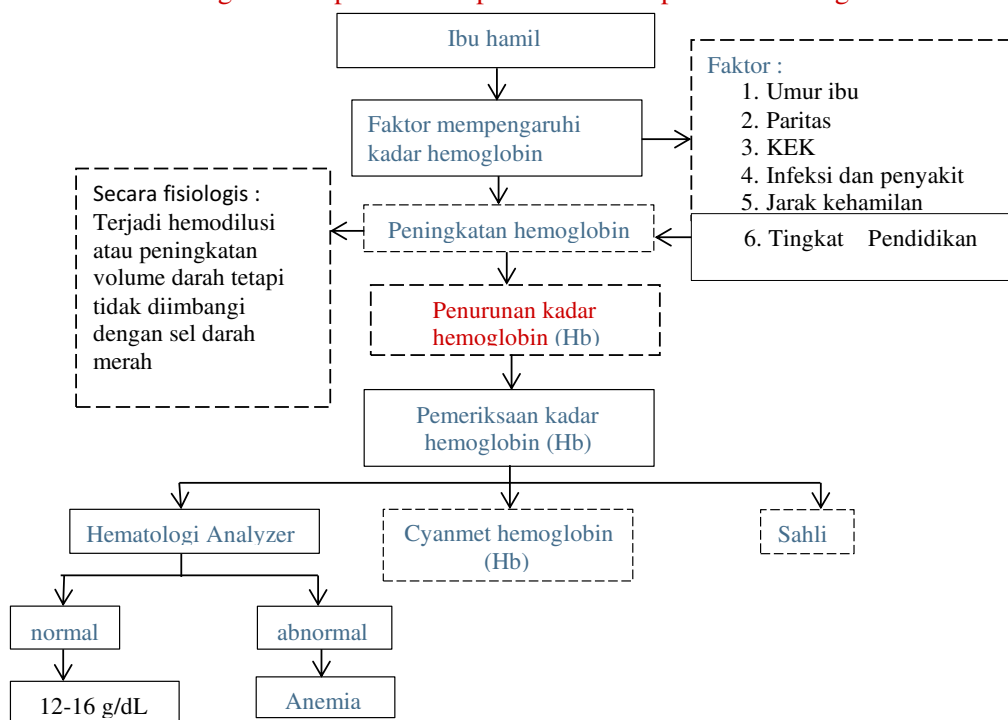 Ibu hamil
Faktor mempengaruhi
kadar hemoglobin
Faktor :
1. Umur ibu
2. Paritas
3. KEK
4. Infeksi dan penyakit
5. Jarak kehamilan
6. Tingkat Pendidikan
Secara fisiologis :
Terjadi hemodilusi
atau peningkatan
volume darah tetapi
tidak diimbangi
dengan sel darah
merah
Peningkatan hemoglobin
Penurunan kadar
hemoglobin (Hb)
Pemeriksaan kadar
hemoglobin (Hb)
Hematologi Analyzer
Cyanmet hemoglobin
(Hb)
Sahli
normal
abnormal
12-16 g/dL
Anemia